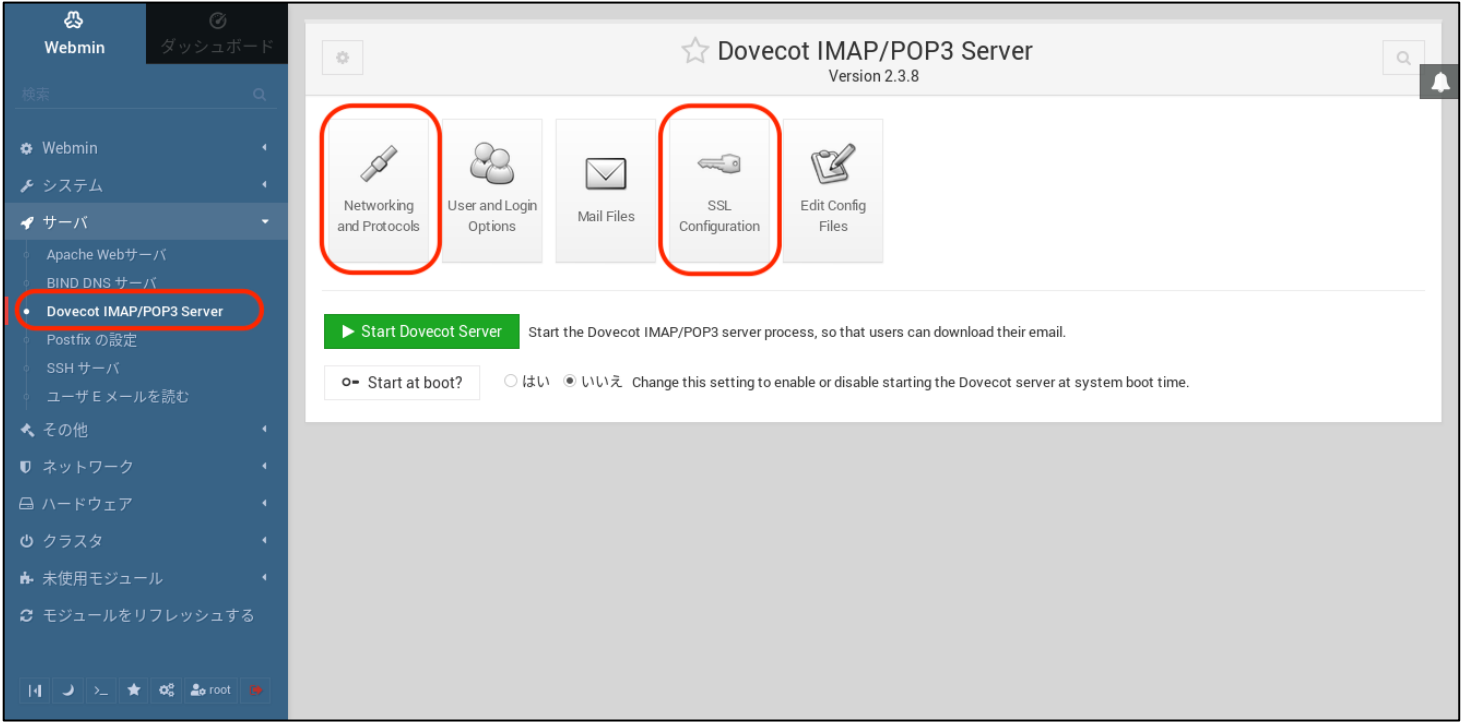 Webmin
ダッシュボード
検索
Webmin
システム
サーバ
Apache Webサーバ
BIND DNS サーバ
Dovecot IMAP/POP3 Server
Postfix の設定
SSH サーバ
ユーザ E メールを読む
その他
ネットワーク
ハードウェア
クラスタ
未使用モジュール
モジュールをリフレッシュする
root
Dovecot IMAP/POP3 Server
Version 2.3.8
Networking
and Protocols
User and Login
Options
Mail Files
SSL
Configuration
Edit Config
Files
Start Dovecot Server Start the Dovecot IMAP/POP3 server process, so that users can download their email.
Start at boot? はい いいえ Change this setting to enable or disable starting the Dovecot server at system boot time.